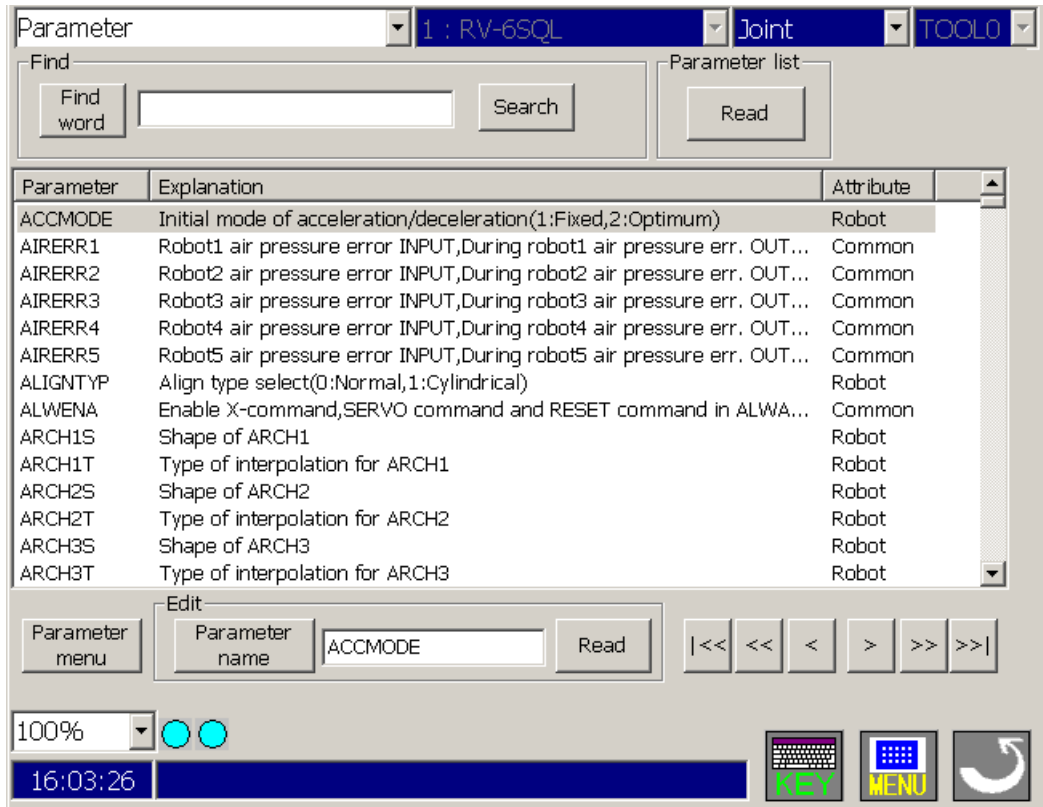 Parameter 1 : RV-6SQL Joint TOOL0
Find Parameter list
Find word Search Read
Parameter Explanation Attribute
ACCMODE Initial mode of acceleration/deceleration(1:Fixed,2:Optimum) Robot
AIRERR1 Robot1 air pressure error INPUT,During robot1 air pressure err. OUT... Common
AIRERR2 Robot2 air pressure error INPUT,During robot2 air pressure err. OUT... Common
AIRERR3 Robot3 air pressure error INPUT,During robot3 air pressure err. OUT... Common
AIRERR4 Robot4 air pressure error INPUT,During robot4 air pressure err. OUT... Common
AIRERR5 Robot5 air pressure error INPUT,During robot5 air pressure err. OUT... Common
ALIGNTYP Align type select(0:Normal,1:Cylindrical) Robot
ALWENA Enable X-command,SERVO command and RESET command in ALWA... Common
ARCH1S Shape of ARCH1 Robot
ARCH1T Type of interpolation for ARCH1 Robot
ARCH2S Shape of ARCH2 Robot
ARCH2T Type of interpolation for ARCH2 Robot
ARCH3S Shape of ARCH3 Robot
ARCH3T Type of interpolation for ARCH3 Robot
Edit
Parameter menu Parameter name ACCMODE Read |<< << < > >> >>|
100%
16:03:26 KEY MENU